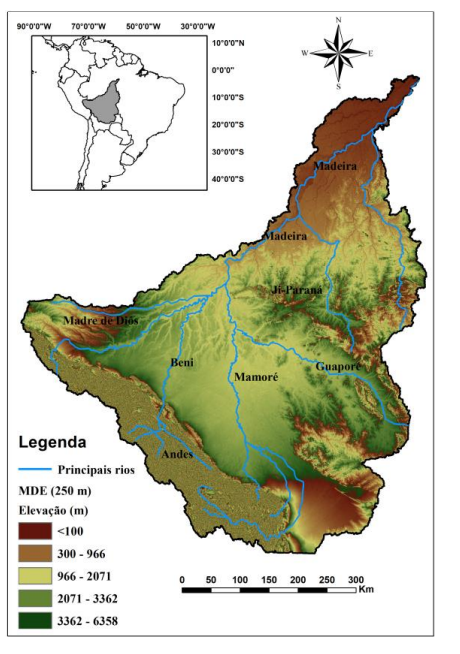 90°0'0"W 70°0'0"W 50°0'0"W 30°0'0"W
10°0'0"N
0°0'0"
10°0'0"S
20°0'0"S
30°0'0"S
40°0'0"S
N
W E
S
Madeira
Madeira
Ji-Paraná
Madre de Diós
Beni
Mamoré
Guaporé
Andes
Legenda
Principais rios
MDE (250 m)
Elevação (m)
<100
300 - 966
966 - 2071
2071 - 3362
3362 - 6358
0 50 100 150 200 250 300
Km